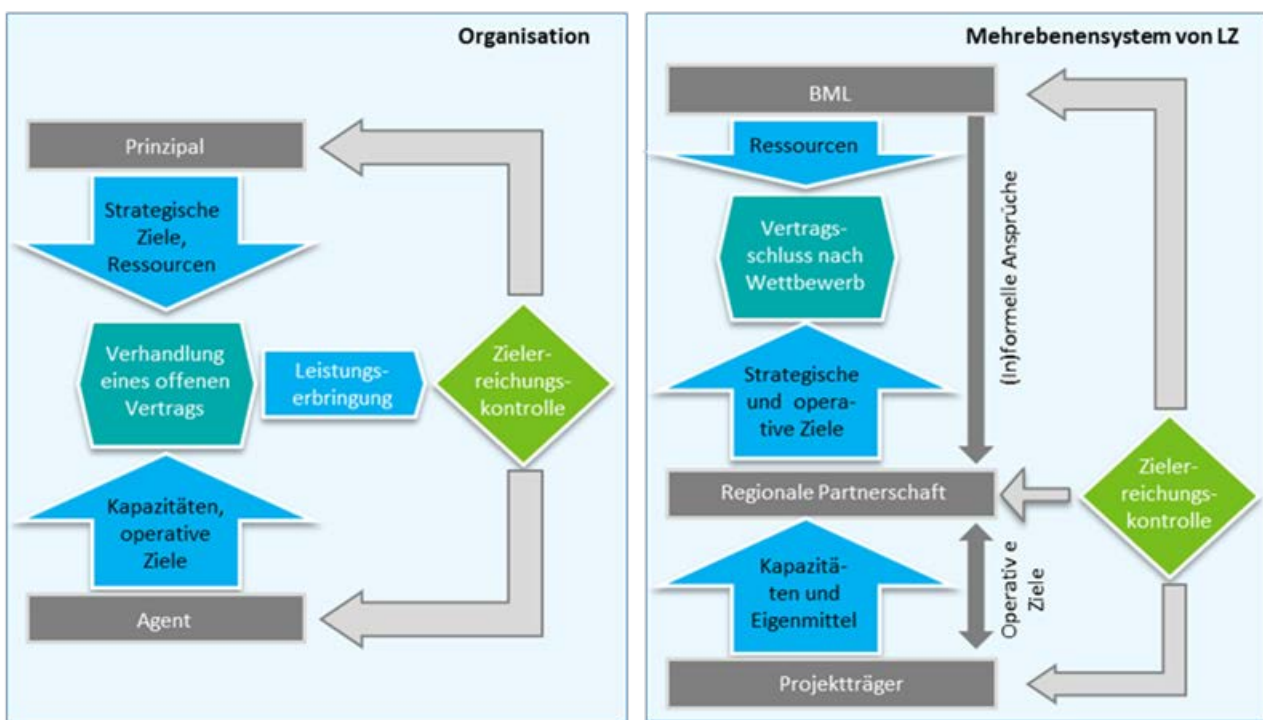 Organisation
Prinzipal
Strategische
Ziele,
Ressourcen
Verhandlung
eines offenen
Vertrags
Leistungs-
erbringung
Zieler-
reichungs-
kontrolle
Kapazitäten,
operative
Ziele
Agent
Mehrebenensystem von LZ
BML
Ressourcen
Vertrags-
schluss nach
Wettbewerb
(In)formelle Ansprüche
Strategische
und opera-
tive Ziele
Regionale Partnerschaft
Zieler-
reichungs-
kontrolle
Kapazitä-
ten und
Eigenmittel
Operative
Ziele
Projektträger